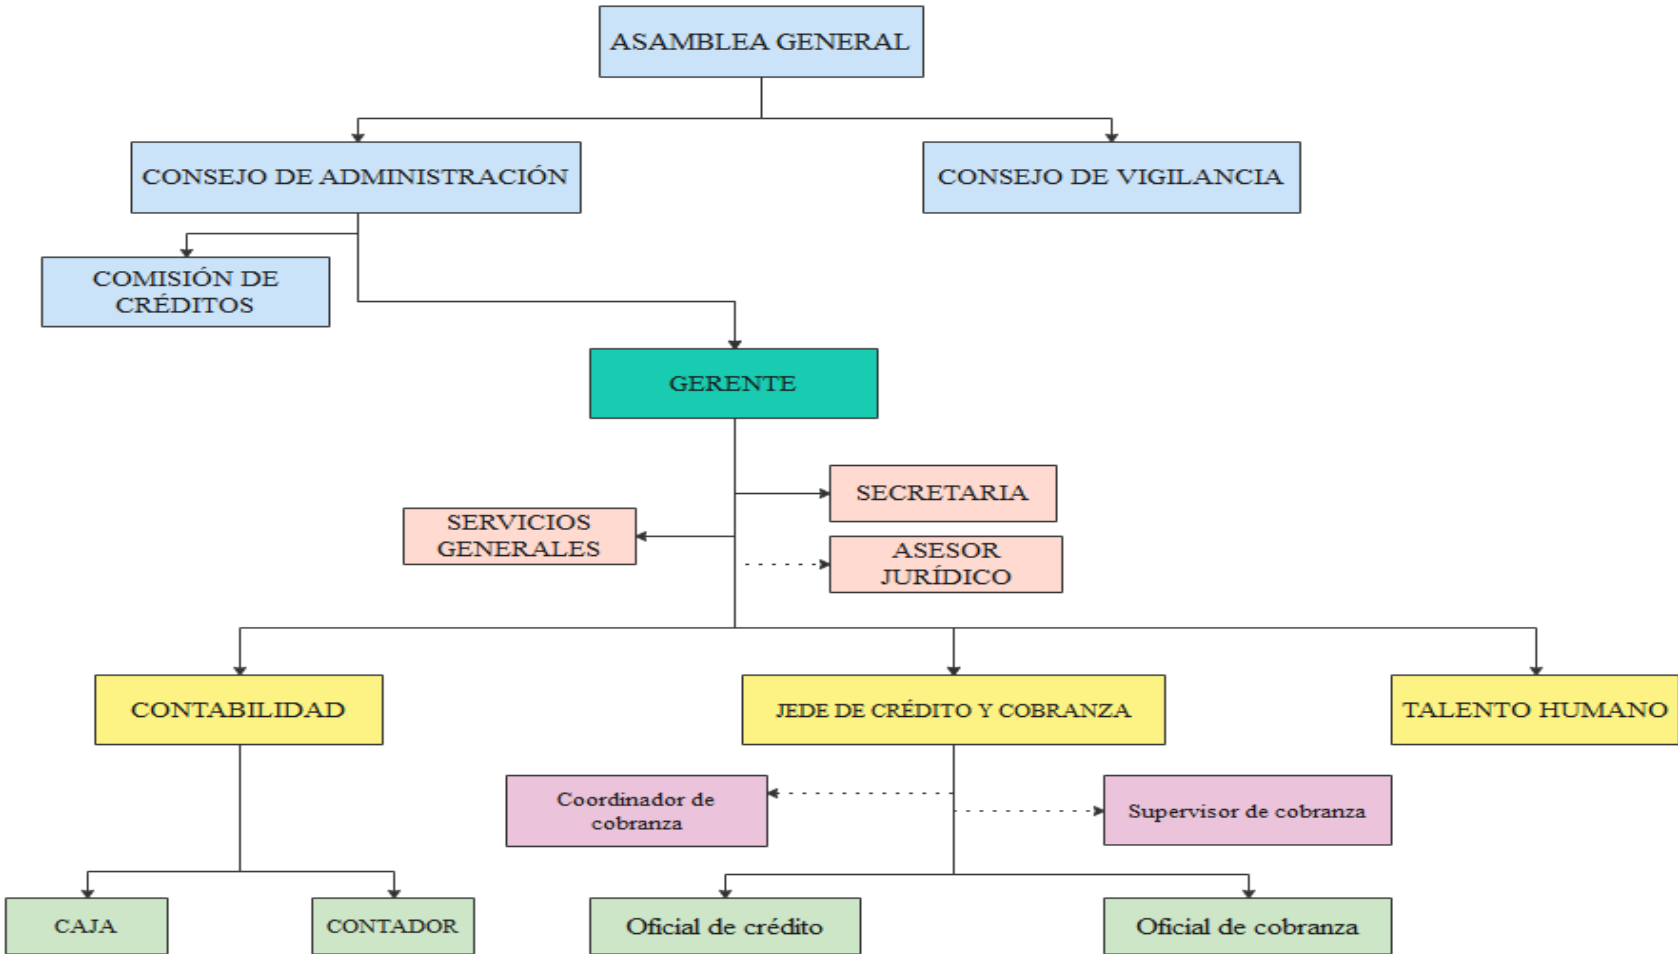 ASAMBLEA GENERAL
CONSEJO DE ADMINISTRACIÓN
CONSEJO DE VIGILANCIA
COMISIÓN DE
CRÉDITOS
GERENTE
SECRETARIA
SERVICIOS
GENERALES
ASESOR
JURÍDICO
CONTABILIDAD
JEDE DE CRÉDITO Y COBRANZA
TALENTO HUMANO
Coordinador de
cobranza
Supervisor de cobranza
CAJA
CONTADOR
Oficial de crédito
Oficial de cobranza